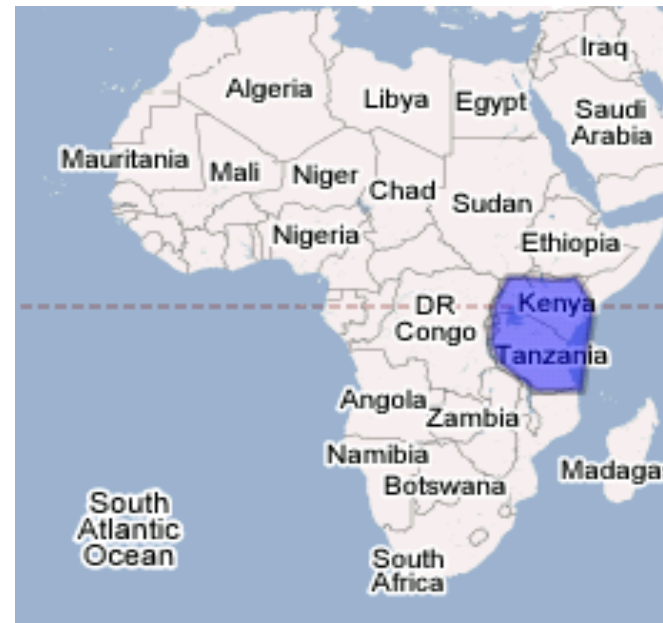 Iraq
Algeria
Libya
Egypt
Saudi
Arabia
Mauritania
Mali
Niger
Chad
Sudan
Nigeria
Ethiopia
DR
Congo
Kenya
Tanzania
Angola
Zambia
Namibia
Botswana
Madaga
South
Atlantic
Ocean
South
Africa